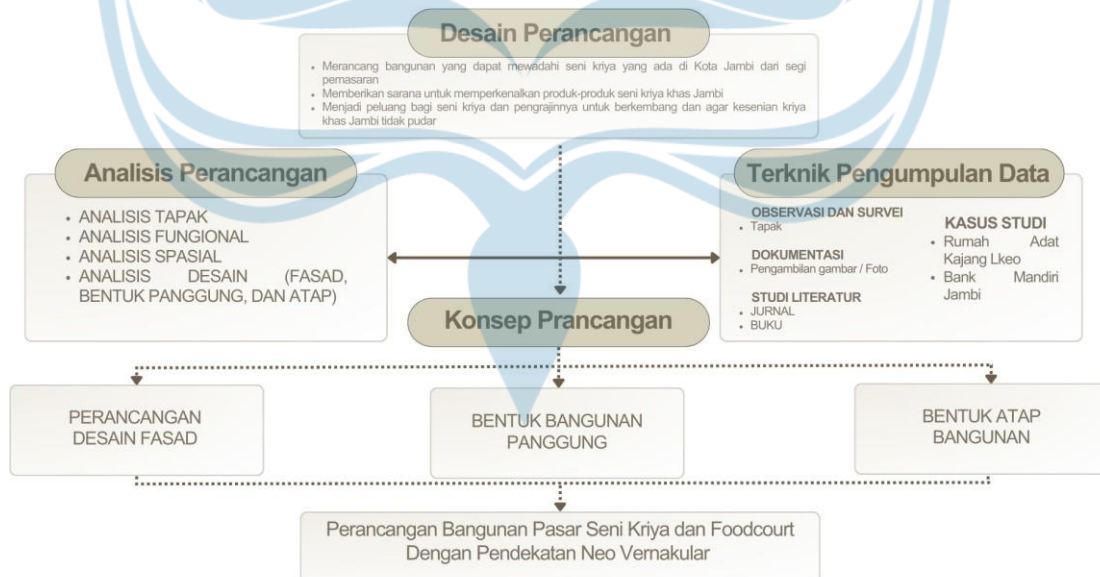 Desain Perancangan
• Merancang bangunan yang dapat mewadahi seni kriya yang ada di Kota Jambi dari segi
pemasaran
• Memberikan sarana untuk memperkenalkan produk-produk seni kriya khas Jambi
• Menjadi peluang bagi seni kriya dan pengrajinnya untuk berkembang dan agar kesenian kriya
khas Jambi tidak pudar
Analisis Perancangan
• ANALISIS TAPAK
• ANALISIS FUNGIONAL
• ANALISIS SPASIAL
• ANALISIS DESAIN (FASAD,
BENTUK PANGGUNG, DAN ATAP)
Terknik Pengumpulan Data
OBSERVASI DAN SURVEI
• Tapak
DOKUMENTASI
• Pengambilan gambar / Foto
STUDI LITERATUR
• JURNAL
• BUKU
KASUS STUDI
• Rumah Adat
Kajang Lkeo
• Bank Mandiri
Jambi
Konsep Prancangan
PERANCANGAN
DESAIN FASAD
BENTUK BANGUNAN
PANGGUNG
BENTUK ATAP
BANGUNAN
Perancangan Bangunan Pasar Seni Kriya dan Foodcourt
Dengan Pendekatan Neo Vernakular